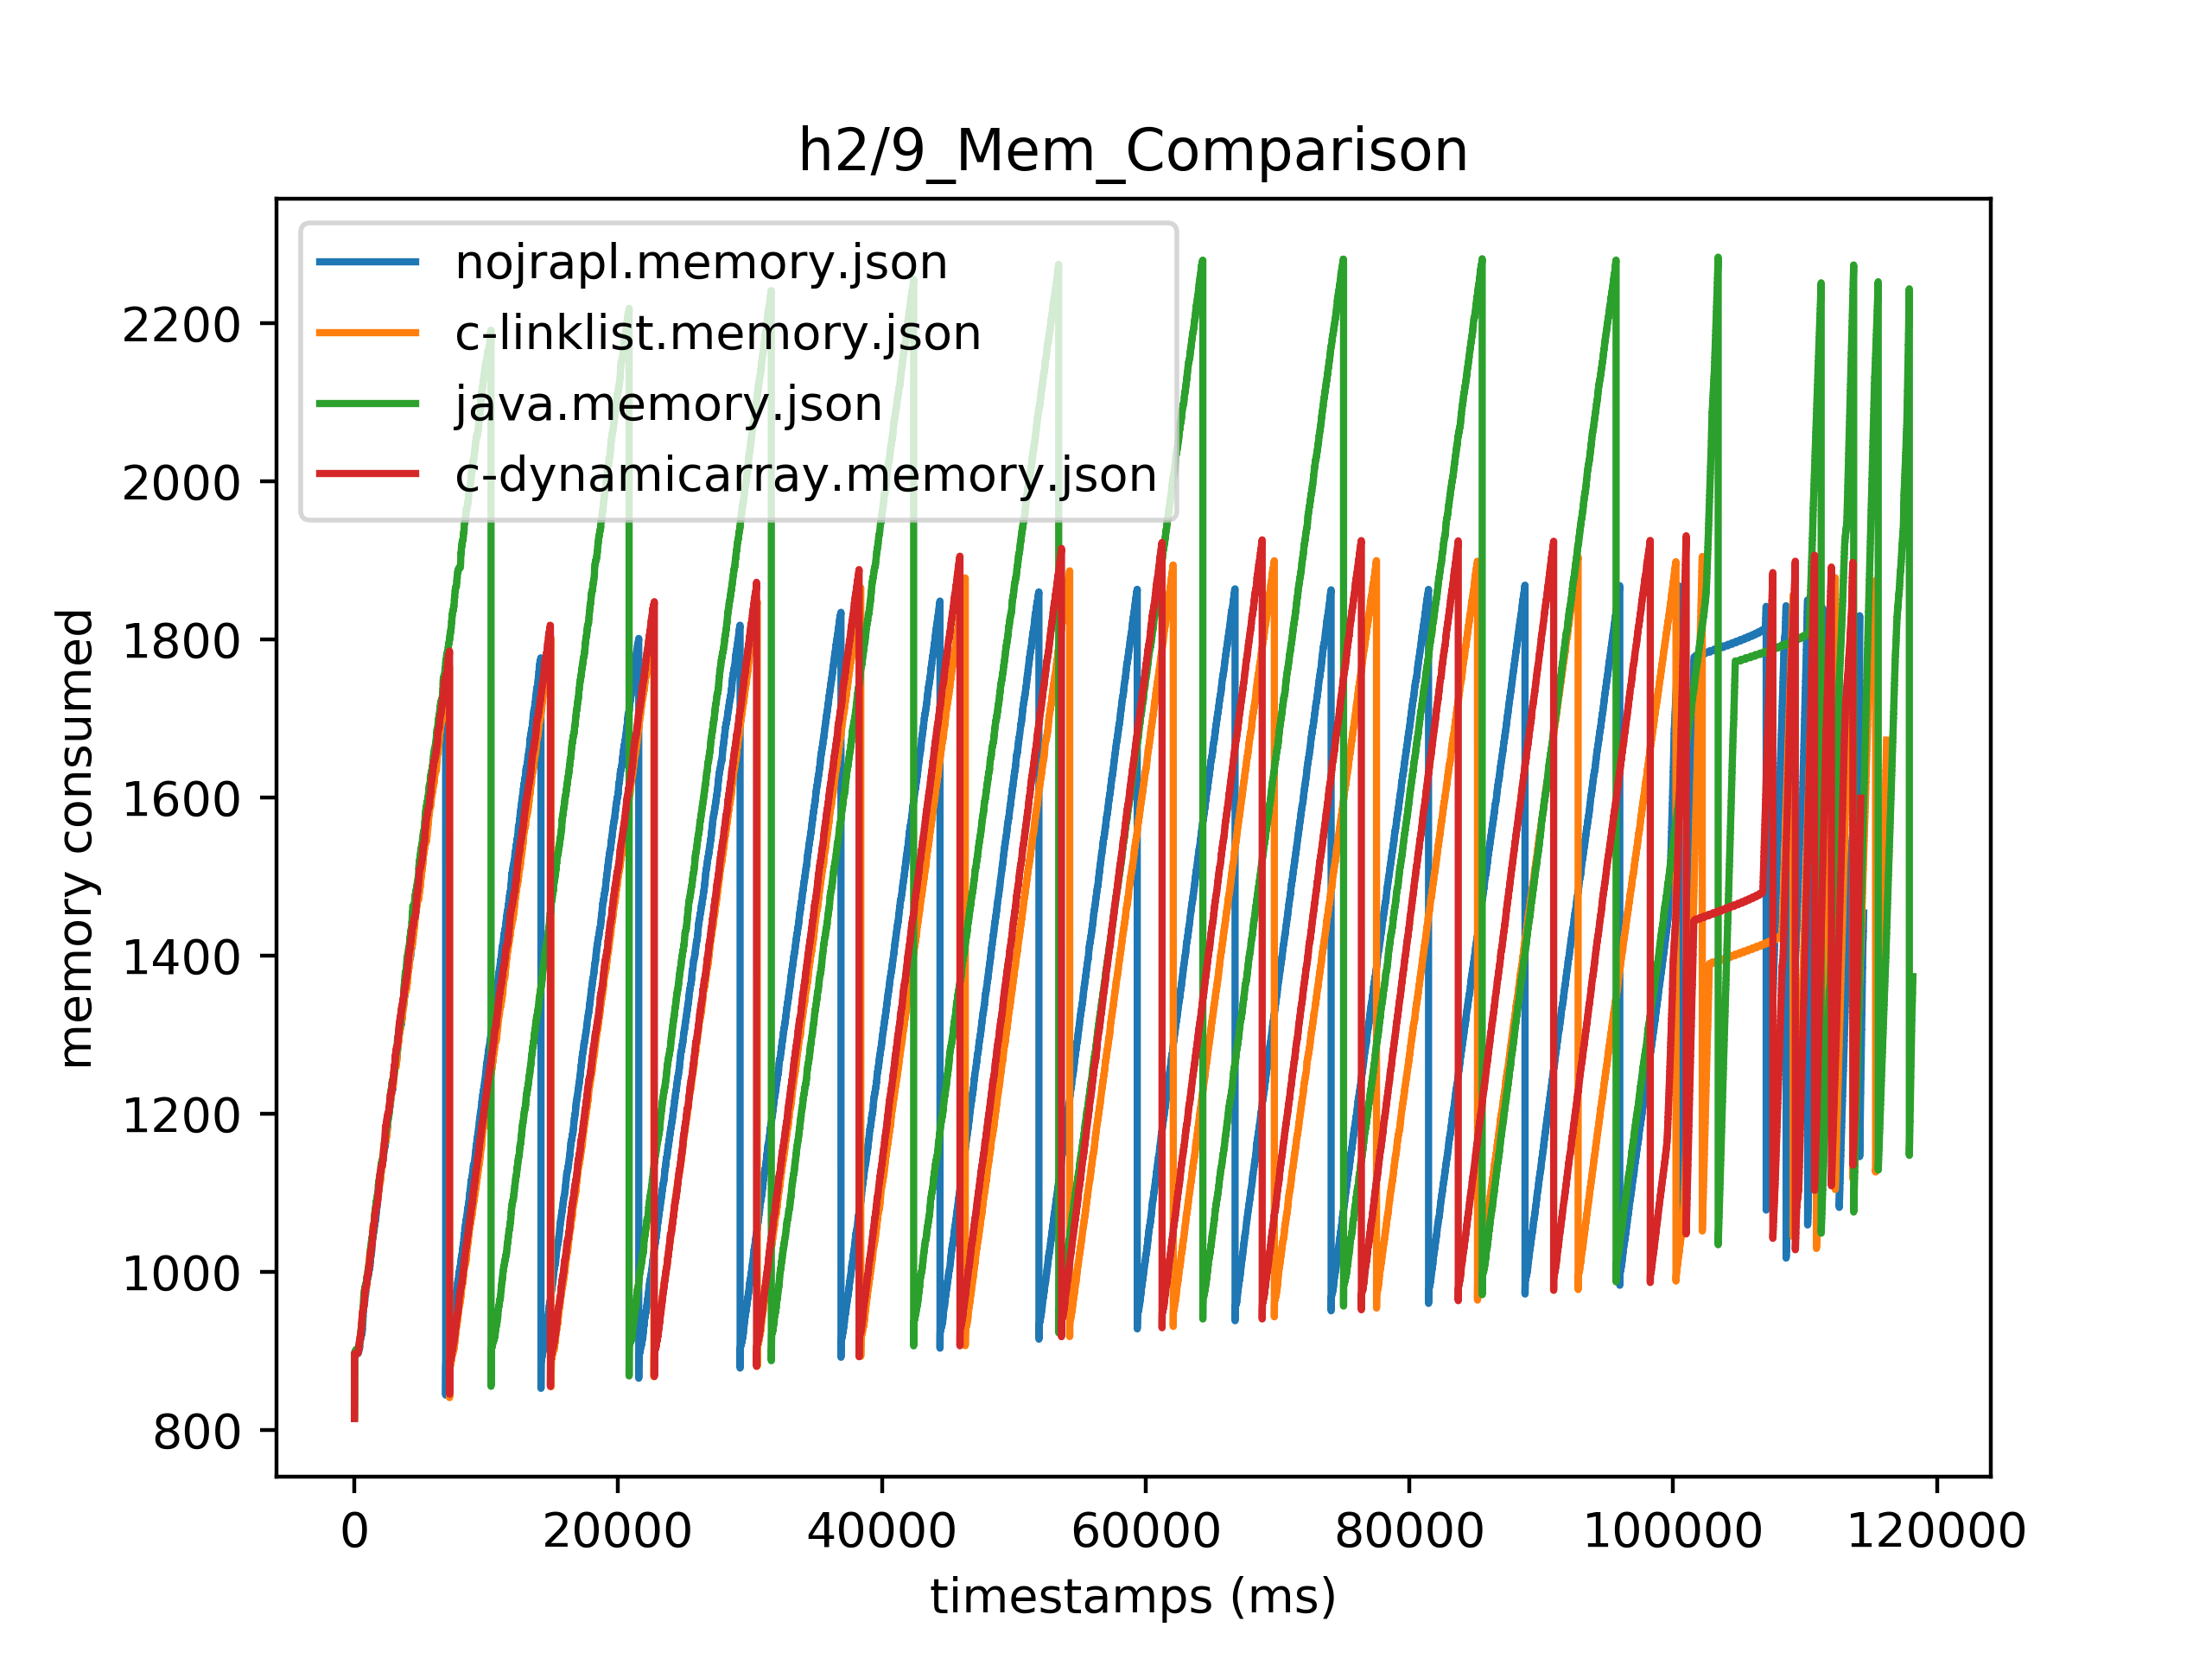 h2/9_Mem_Comparison
nojrapl.memory.json
c-linklist.memory.json
java.memory.json
c-dynamicarray.memory.json
memory consumed
2200
2000
1800
1600
1400
1200
1000
800
0 20000 40000 60000 80000 100000 120000
timestamps (ms)